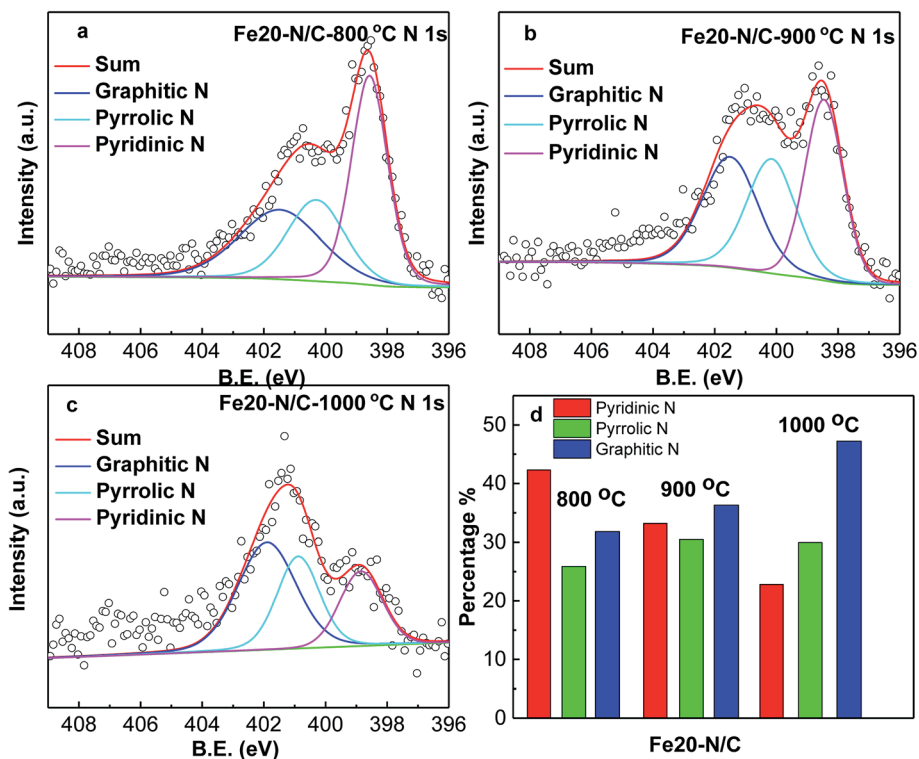 a
Fe20-N/C-800 °C N 1s
Sum
Graphitic N
Pyrrolic N
Pyridinic N
Intensity (a.u.)
408 406 404 402 400 398 396
B.E. (eV)
b
Fe20-N/C-900 °C N 1s
Sum
Graphitic N
Pyrrolic N
Pyridinic N
Intensity (a.u.)
408 406 404 402 400 398 396
B.E. (eV)
c
Fe20-N/C-1000 °C N 1s
Sum
Graphitic N
Pyrrolic N
Pyridinic N
Intensity (a.u.)
408 406 404 402 400 398 396
B.E. (eV)
d
Pyridinic N
Pyrrolic N
Graphitic N
800 °C
900 °C
1000 °C
Percentage %
50
40
30
20
10
0
Fe20-N/C